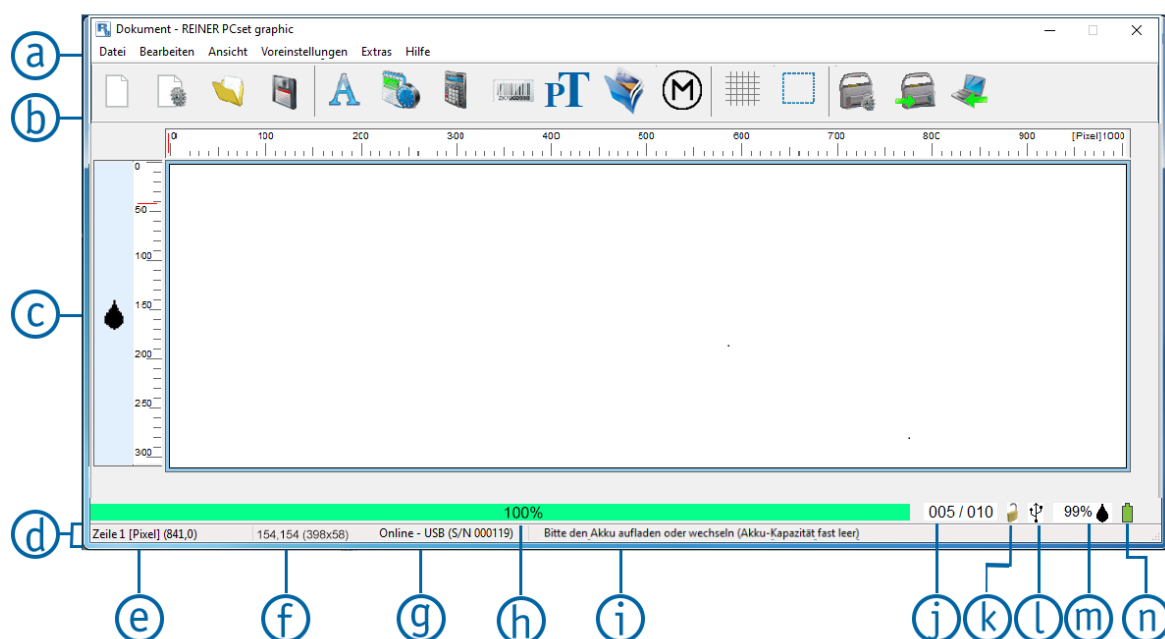 Dokument - REINER PCset graphic
a
Datei Bearbeiten Ansicht Voreinstellungen Extras Hilfe
b
A PT M
0 100 200 300 400 500 600 700 800 900 [Pixel]1000
0
50
100
c
150
200
250
300
100% 005 / 010 99%
d
Zeile 1 [Pixel] (841,0) 154,154 (398x58) Online - USB (S/N 000119) Bitte den Akku aufladen oder wechseln (Akku-Kapazität fast leer)
e f g h i j k l m n